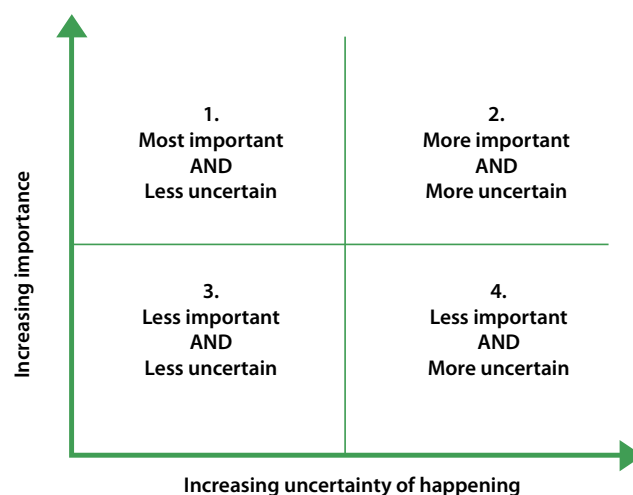 Increasing importance
1.
Most important
AND
Less uncertain
2.
More important
AND
More uncertain
3.
Less important
AND
Less uncertain
4.
Less important
AND
More uncertain
Increasing uncertainty of happening